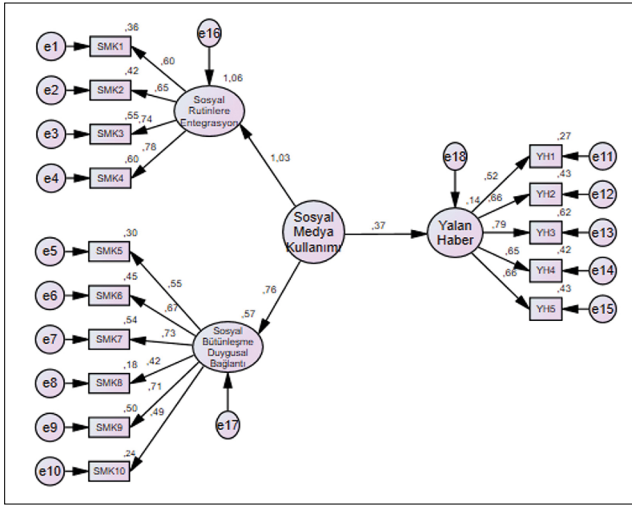 e1
SMK1
,36
,60
e2
SMK2
,42
,65
e3
SMK3
,55
,74
e4
SMK4
,60
,78
e16
1,06
Sosyal
Rutinlere
Entegrasyon
1,03
Sosyal
Medya
Kullanımı
,37
,76
e18
,14
Yalan
Haber
,52
,27
YH1
e11
,66
,43
YH2
e12
,79
,62
YH3
e13
,65
,42
YH4
e14
,66
,43
YH5
e15
e5
SMK5
,30
,55
e6
SMK6
,45
,67
e7
SMK7
,54
,73
e8
SMK8
,18
,42
e9
SMK9
,50
,71
e10
SMK10
,24
,49
,57
Sosyal
Bütünleşme
Duygusal
Bağlantı
e17